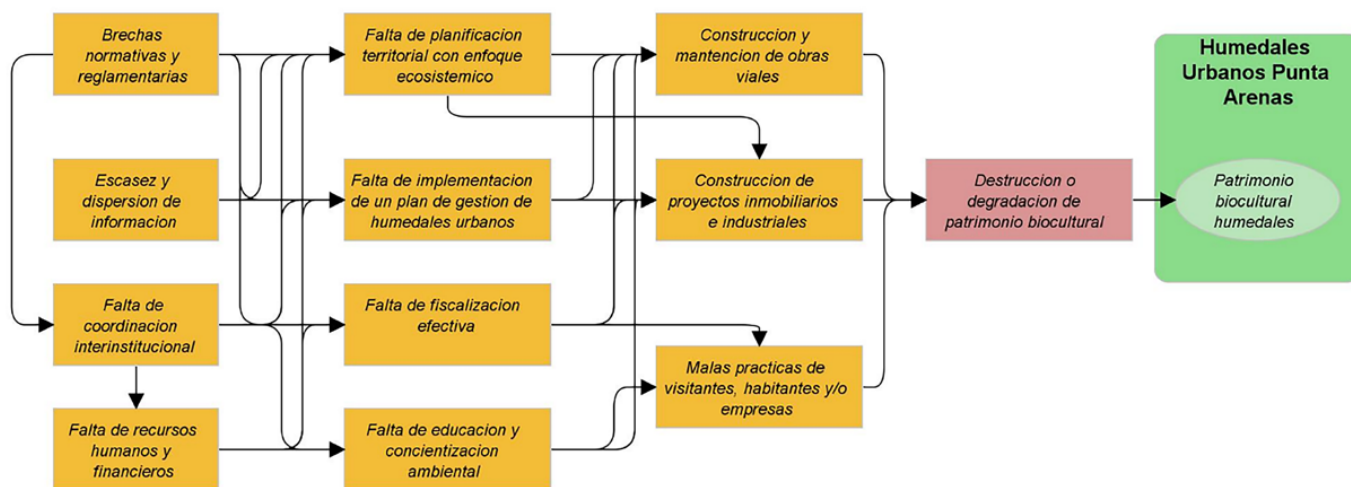 Brechas
normativas y
reglamentarias
Falta de planificacion
territorial con enfoque
ecosistemico
Construccion y
mantencion de obras
viales
Humedales
Urbanos Punta
Arenas
Escasez y
dispersion de
informacion
Falta de implementacion
de un plan de gestion de
humedales urbanos
Construccion de
proyectos inmobiliarios
e industriales
Destruccion o
degradacion de
patrimonio biocultural
Patrimonio
biocultural
humedales
Falta de
coordinacion
interinstitucional
Falta de fiscalizacion
efectiva
Malas practicas de
visitantes, habitantes y/o
empresas
Falta de recursos
humanos y
financieros
Falta de educacion y
concientizacion
ambiental